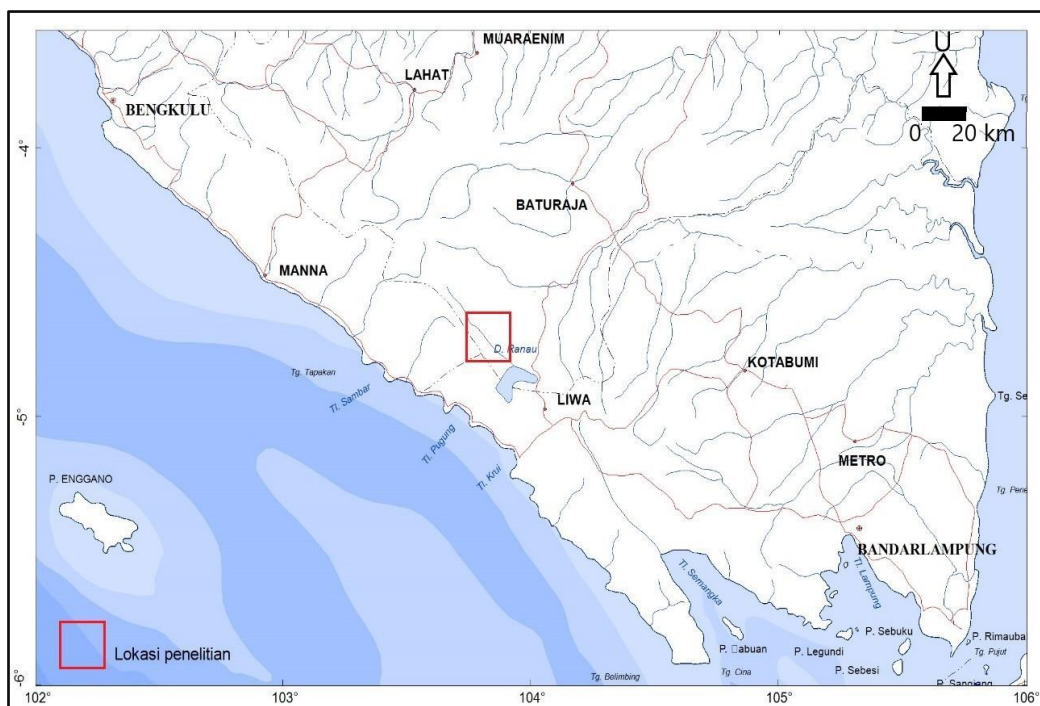 MUARAENIM
U
LAHAT
BENGKULU
0 20 km
-4°
BATURAJA
MANNA
D. Ranau
KOTABUMI
Tg. Tapakan
Tl. Sambar
LIWA
Tg. Se
-5°
Tl. Pugung
METRO
Tl. Krui
P. ENGGANO
Tg. Pene
BANDARLAMPUNG
Tl. Semangka
Tl. Lampung
P. Sebuku
P. Rimauba
Lokasi penelitian
P. □abuan
P. Legundi
Tg. Pujut
P. Sebesi
Tg. Belimbing
Tg. Cina
-6°
102°
103°
104°
105°
106°